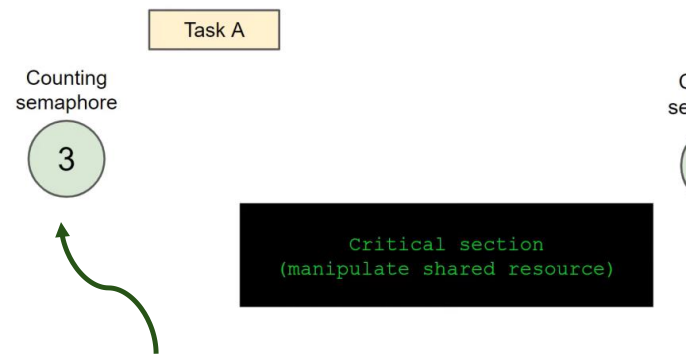 Task A
Counting
semaphore
3
Critical section
(manipulate shared resource)